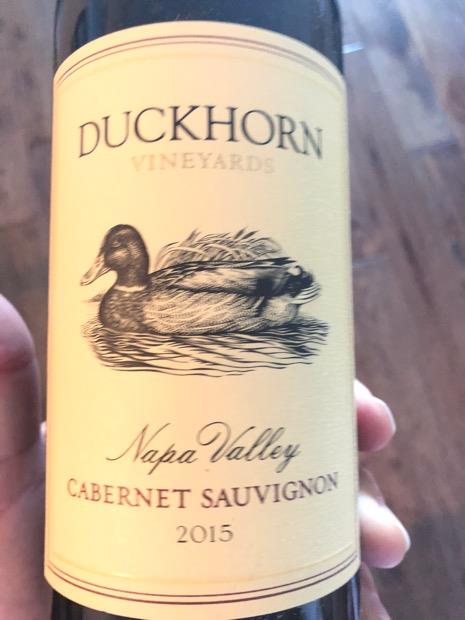 DUCKHORN
VINEYARDS
Napa Valley
CABERNET SAUVIGNON
2015